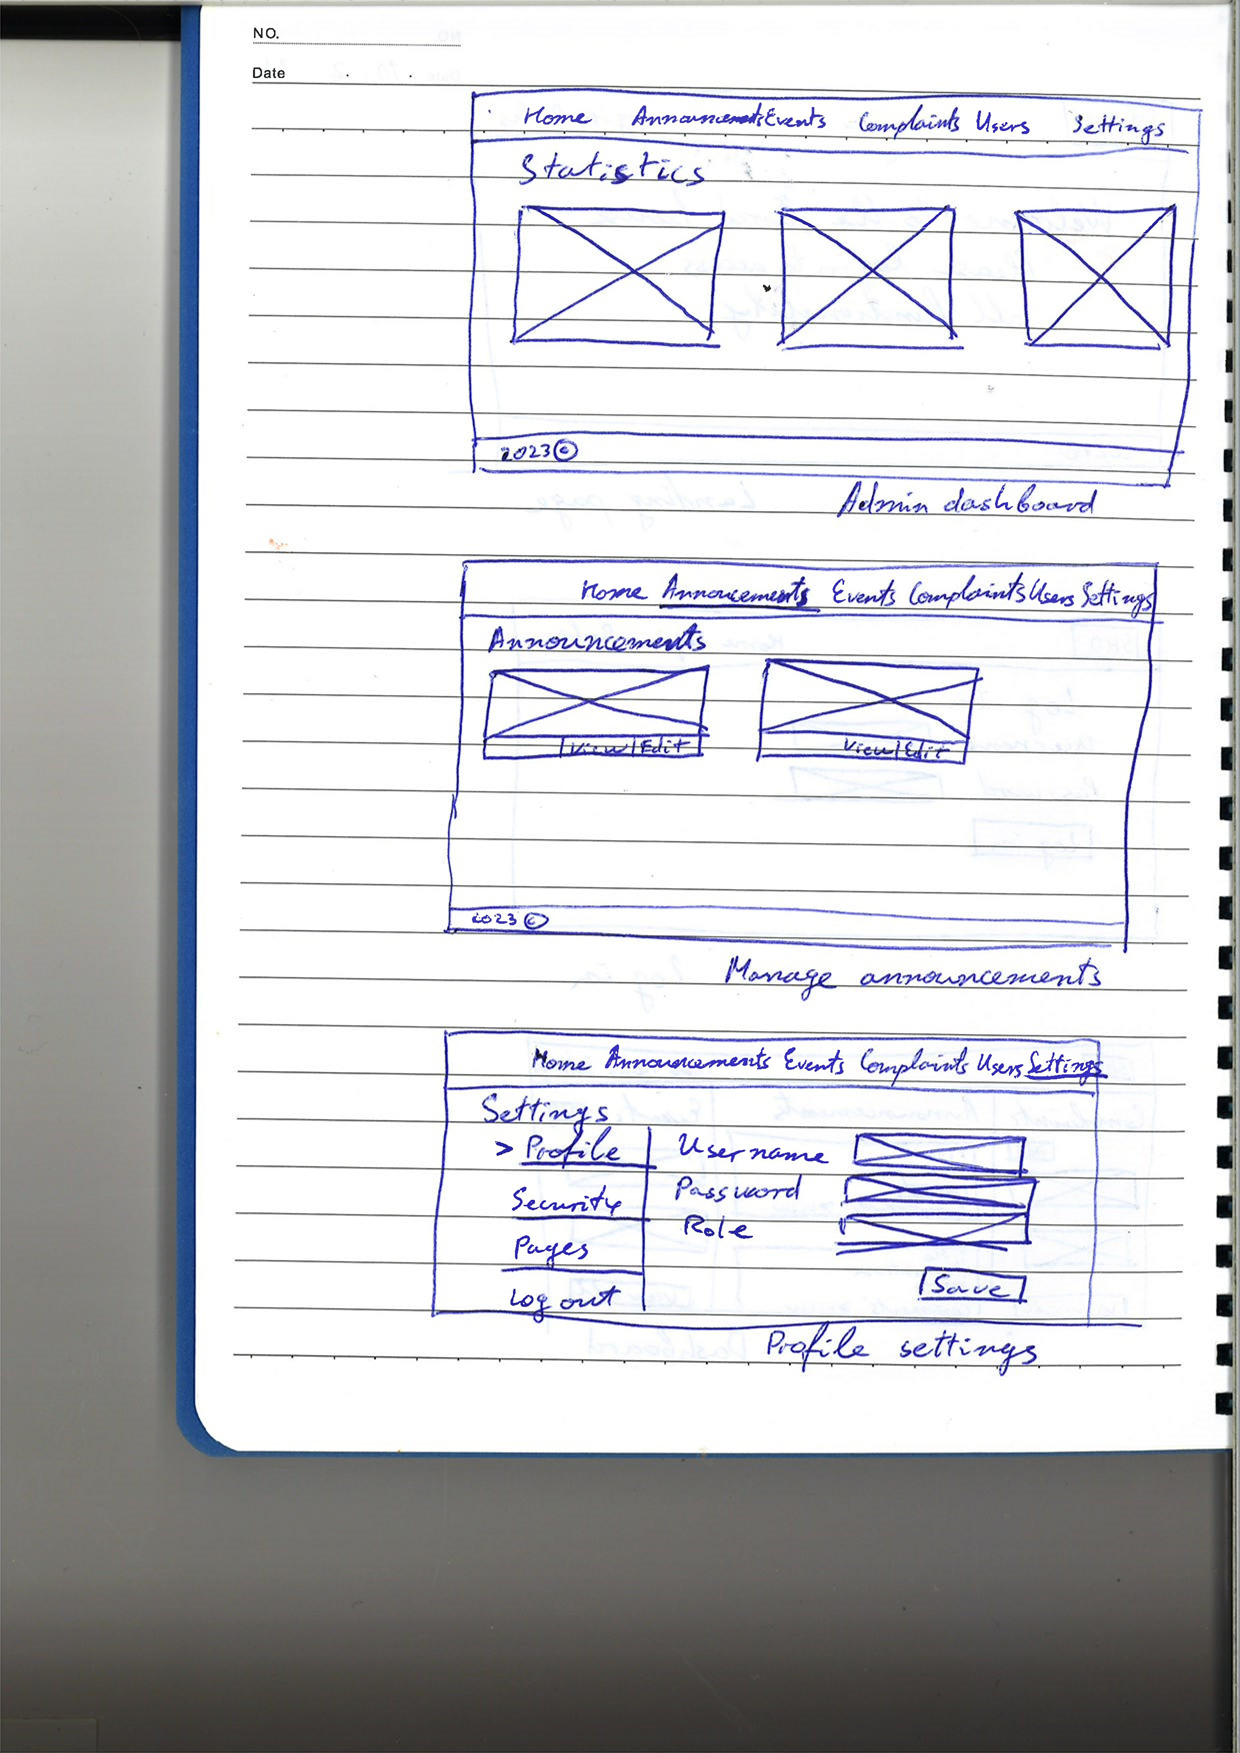 NO.
Date
Home Announcements Events Complaints Users Settings
Statistics
2023 ©
Admin dashboard
Home Announcements Events Complaints Users Settings
Announcements
View | Edit View | Edit
2023 ©
Manage announcements
Home Announcements Events Complaints Users Settings
Settings
> Profile Username
Password
Security
Role
Pages
Save
Log out
Profile settings